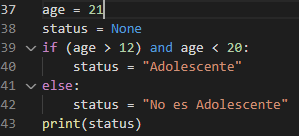 37 age = 21
38 status = None
39 if (age > 12) and age < 20:
40     status = "Adolescente"
41 else:
42     status = "No es Adolescente"
43 print(status)